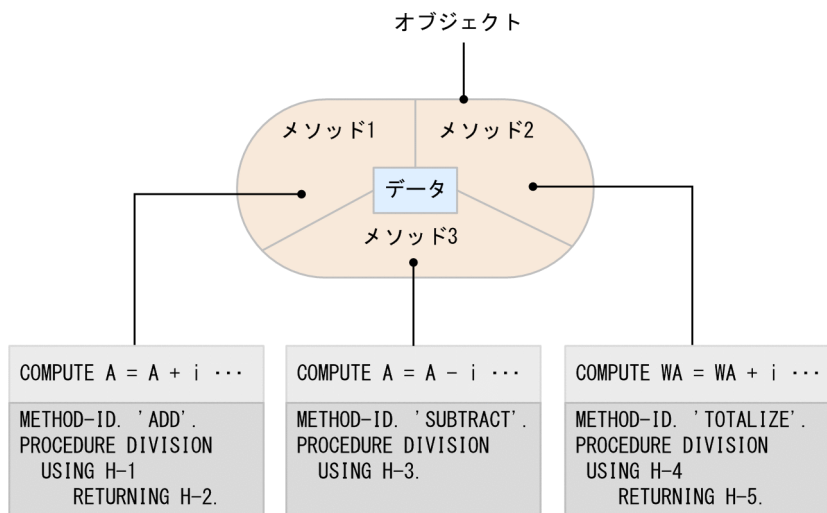 オブジェクト
メソッド1
メソッド2
データ
メソッド3
COMPUTE A = A + i ···
METHOD-ID. 'ADD'.
PROCEDURE DIVISION
USING H-1
RETURNING H-2.
COMPUTE A = A - i ···
METHOD-ID. 'SUBTRACT'.
PROCEDURE DIVISION
USING H-3.
COMPUTE WA = WA + i ···
METHOD-ID. 'TOTALIZE'.
PROCEDURE DIVISION
USING H-4
RETURNING H-5.